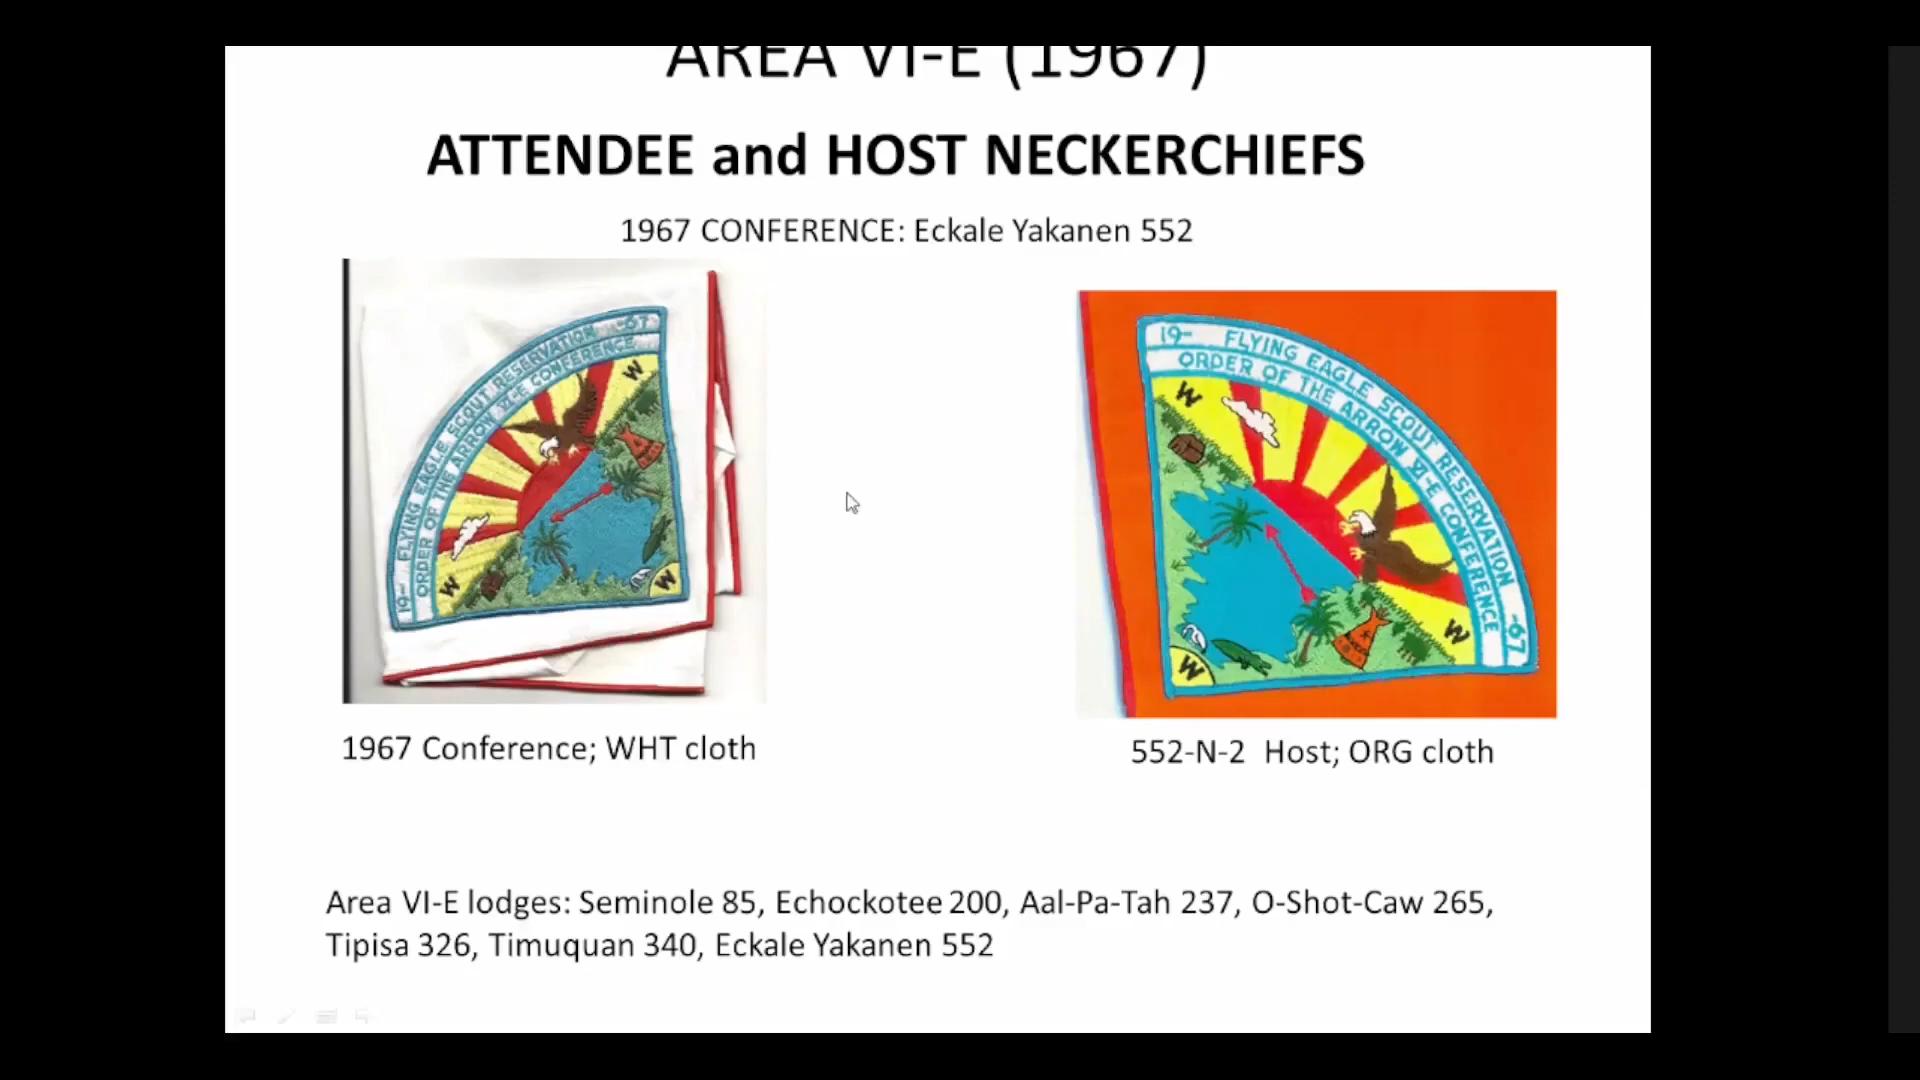 AREA VI-E (1967)
ATTENDEE and HOST NECKERCHIEFS
1967 CONFERENCE: Eckale Yakanen 552
19- FLYING EAGLE SCOUT RESERVATION -67
ORDER OF THE ARROW VI-E CONFERENCE
W
W
W
19- FLYING EAGLE SCOUT RESERVATION -67
ORDER OF THE ARROW VI-E CONFERENCE
W
W
W
1967 Conference; WHT cloth
552-N-2 Host; ORG cloth
Area VI-E lodges: Seminole 85, Echockotee 200, Aal-Pa-Tah 237, O-Shot-Caw 265,
Tipisa 326, Timuquan 340, Eckale Yakanen 552